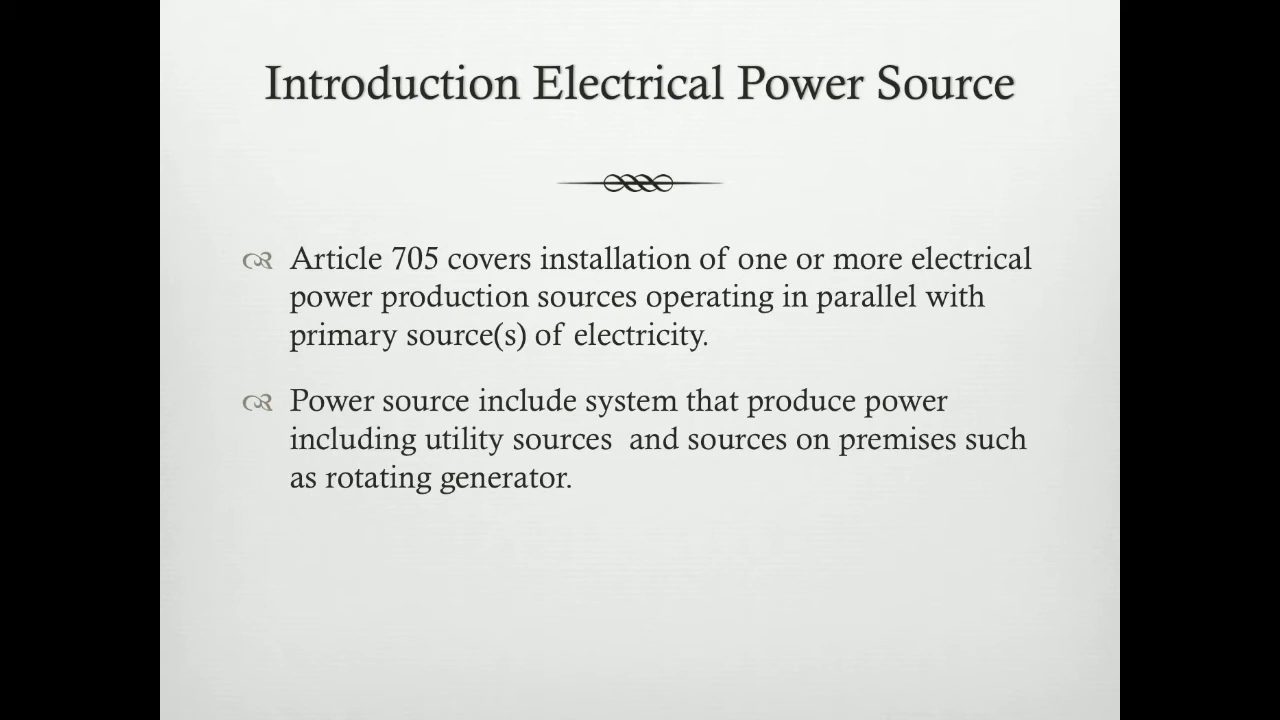 Introduction Electrical Power Source
Article 705 covers installation of one or more electrical
power production sources operating in parallel with
primary source(s) of electricity.
Power source include system that produce power
including utility sources  and sources on premises such
as rotating generator.